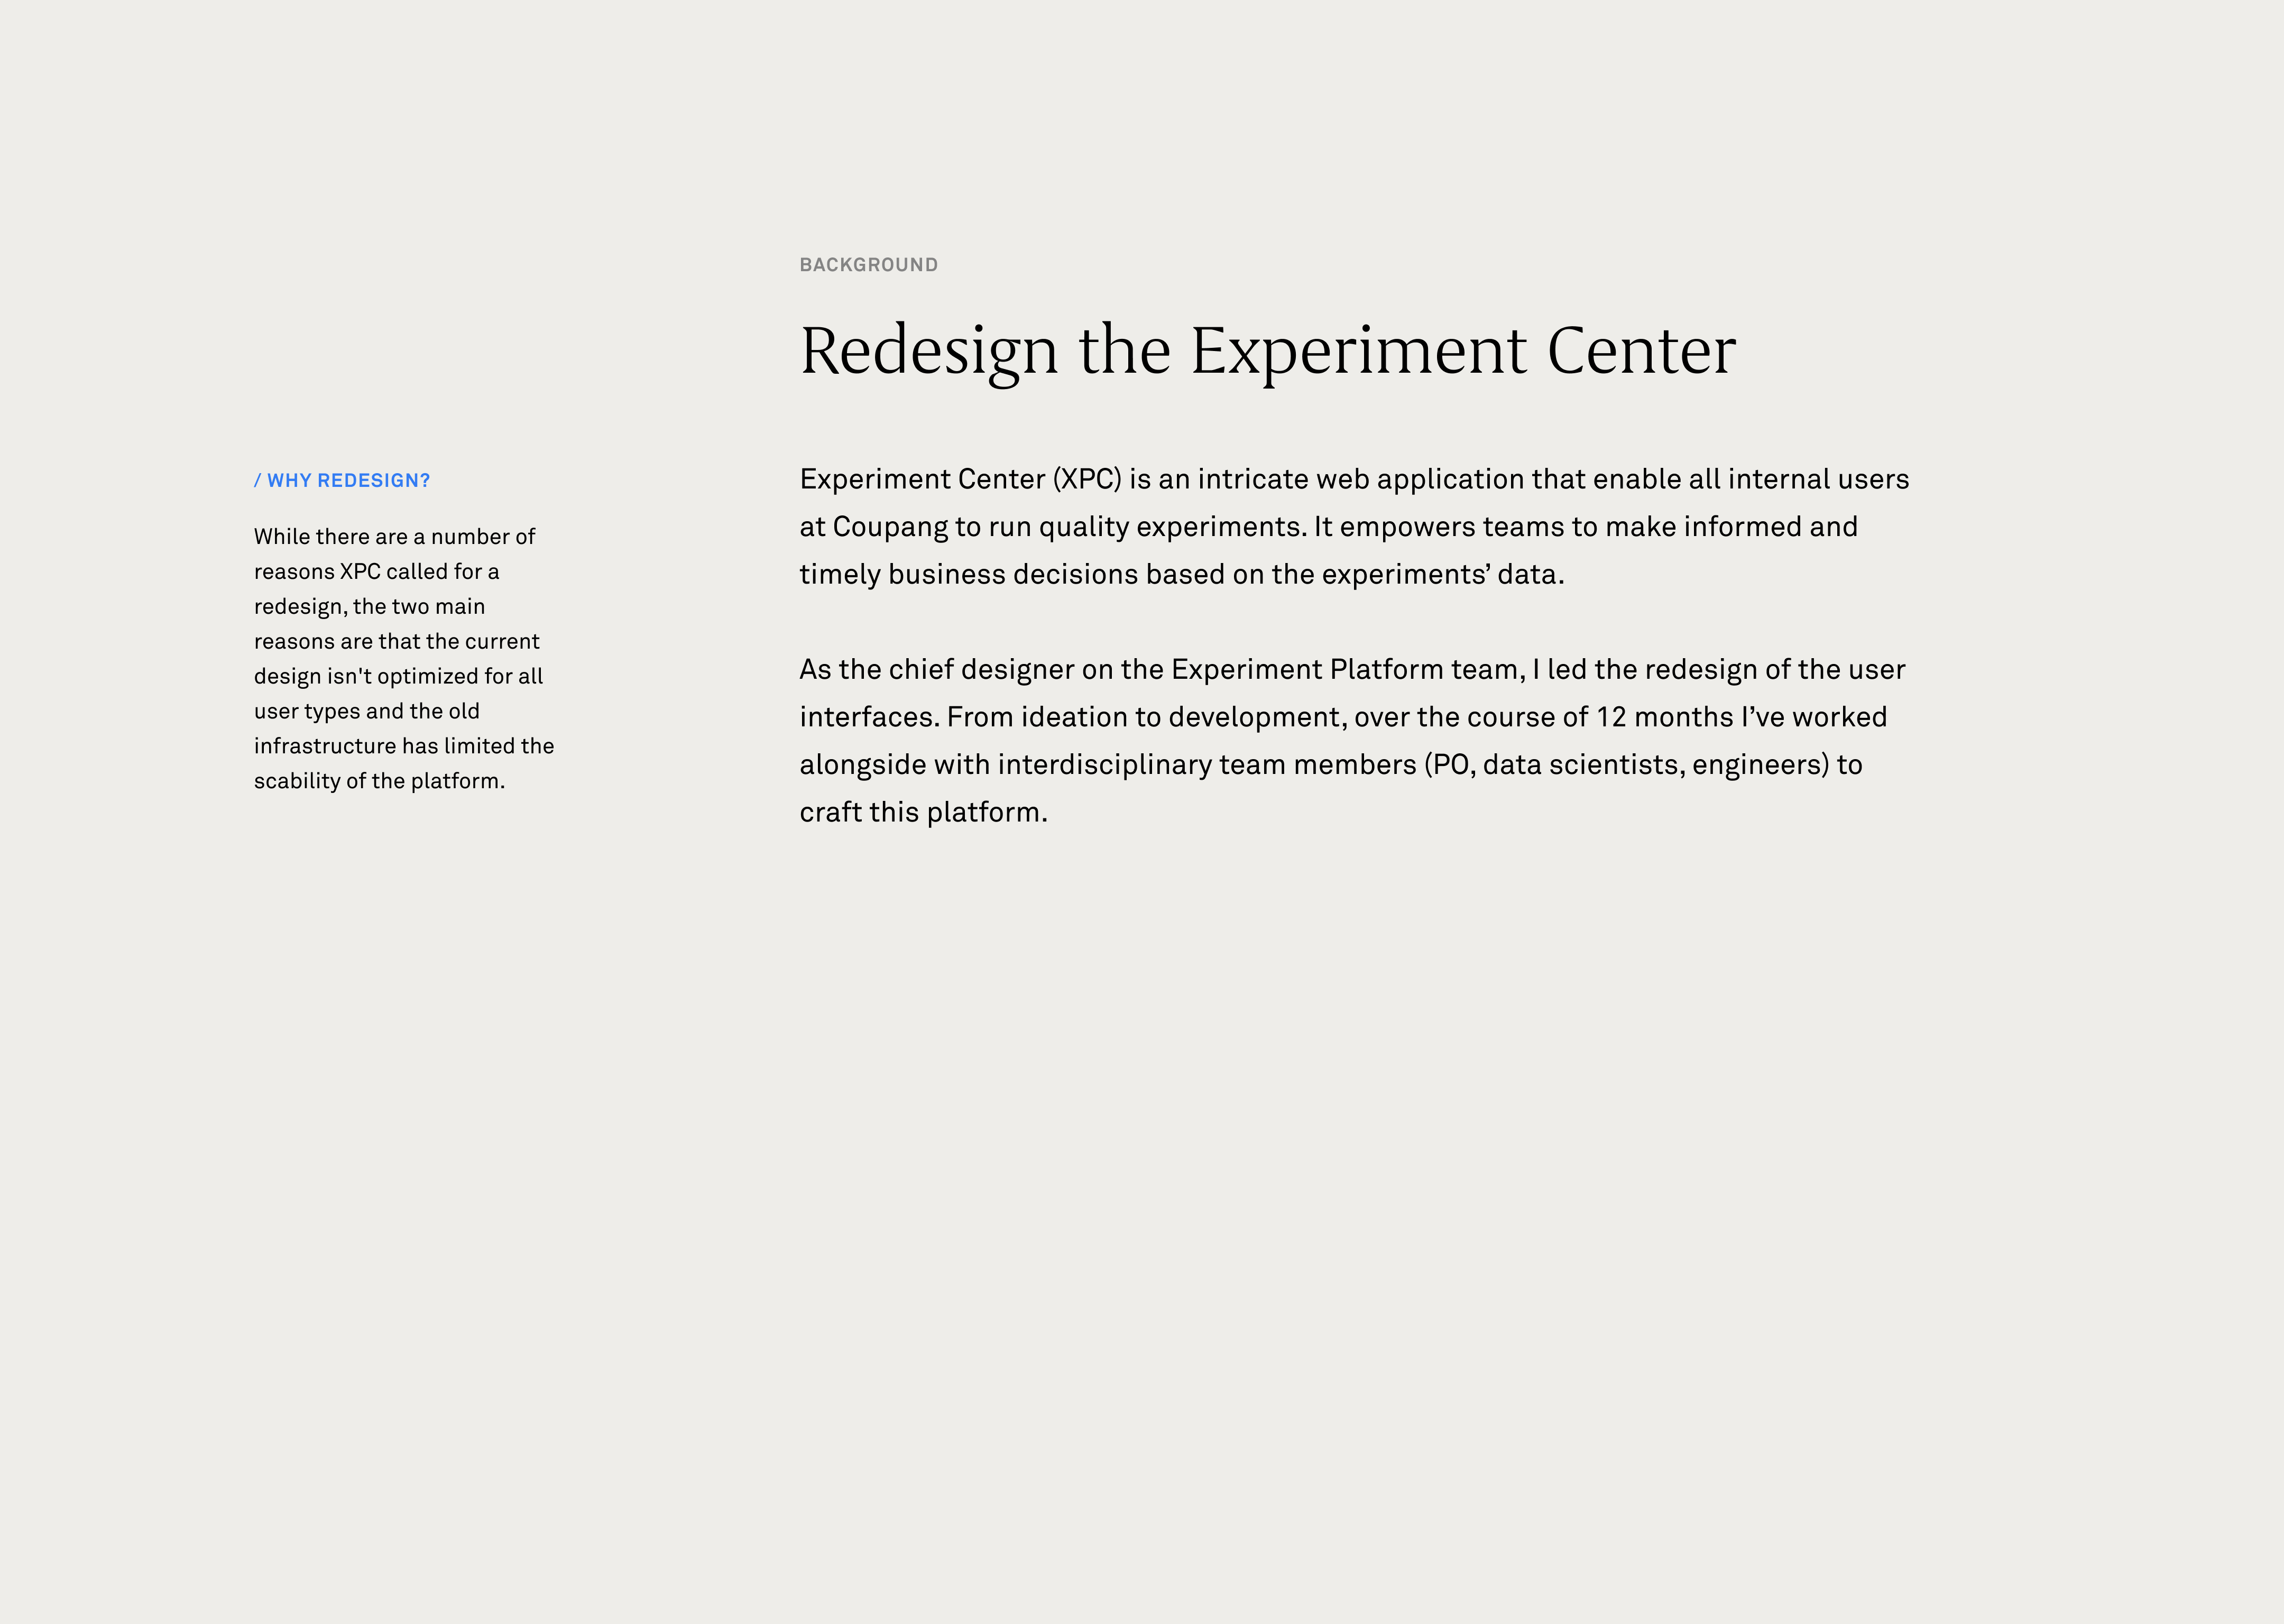 BACKGROUND
Redesign the Experiment Center
/ WHY REDESIGN?
While there are a number of
reasons XPC called for a
redesign, the two main
reasons are that the current
design isn't optimized for all
user types and the old
infrastructure has limited the
scability of the platform.
Experiment Center (XPC) is an intricate web application that enable all internal users
at Coupang to run quality experiments. It empowers teams to make informed and
timely business decisions based on the experiments’ data.
As the chief designer on the Experiment Platform team, I led the redesign of the user
interfaces. From ideation to development, over the course of 12 months I’ve worked
alongside with interdisciplinary team members (PO, data scientists, engineers) to
craft this platform.